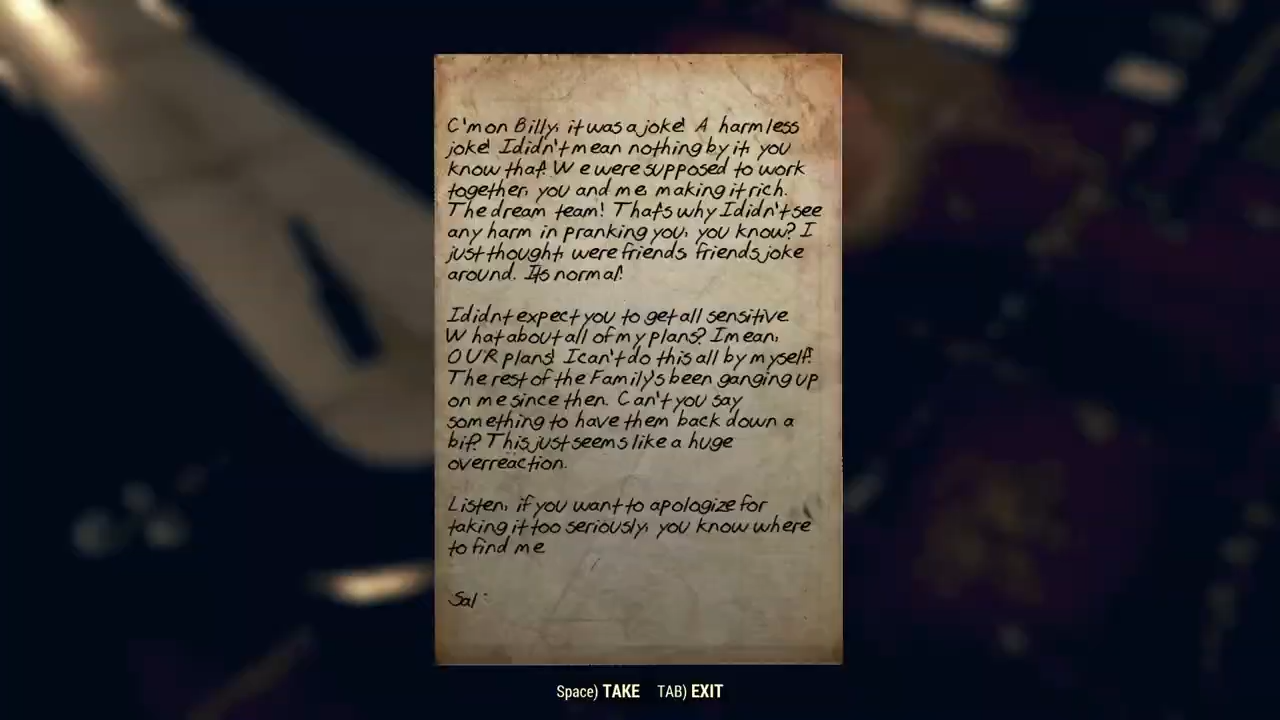 C'mon Billy, it was a joke! A harmless
joke! I didn't mean nothing by it, you
know that! We were supposed to work
together, you and me, making it rich.
The dream team! That's why I didn't see
any harm in pranking you, you know? I
just thought, were friends, friends joke
around. It's normal!
I didn't expect you to get all sensitive.
What about all of my plans? I mean,
OUR plans! I can't do this all by myself!
The rest of the Family's been ganging up
on me since then. Can't you say
something to have them back down a
bit? This just seems like a huge
overreaction.
Listen, if you want to apologize for
taking it too seriously, you know where
to find me
Sal
Space) TAKE TAB) EXIT